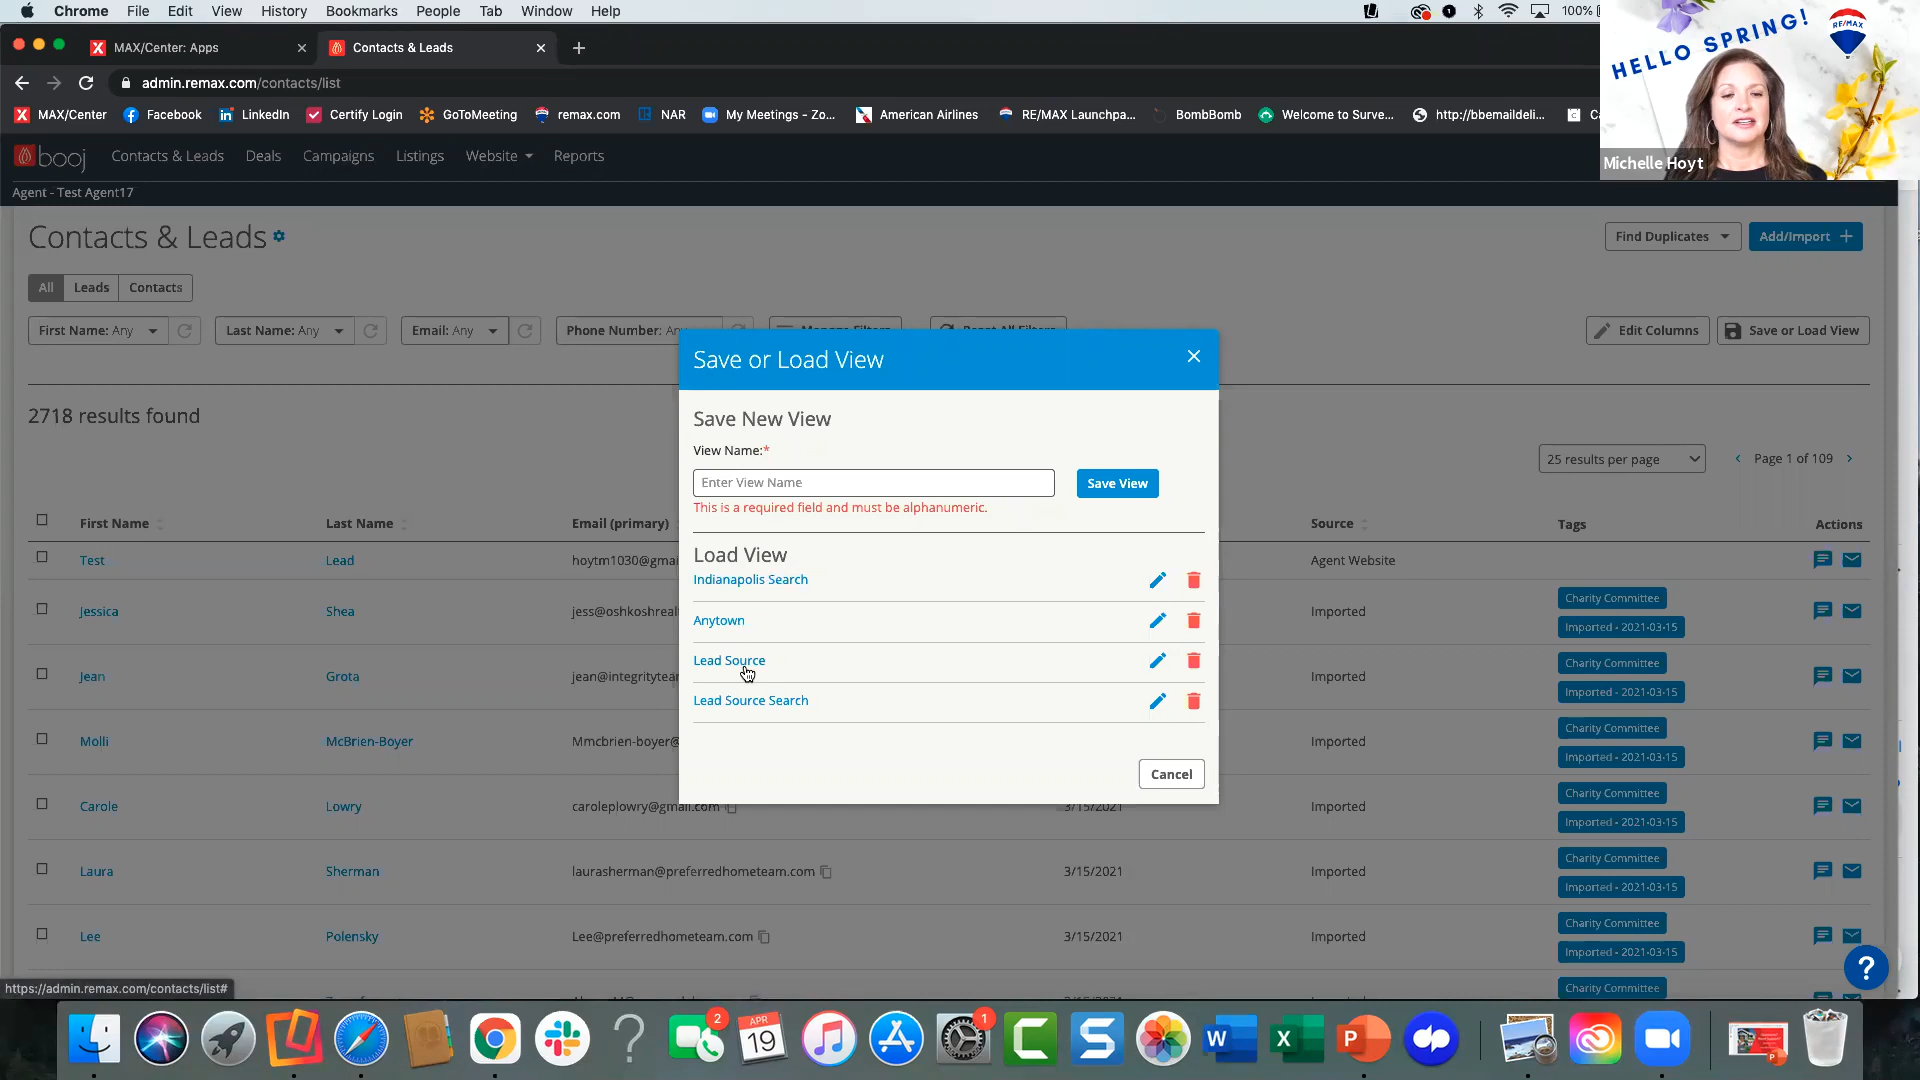 Chrome File Edit View History Bookmarks People Tab Window Help 100%
MAX/Center: Apps
Contacts & Leads
admin.remax.com/contacts/list
MAX/Center Facebook LinkedIn Certify Login GoToMeeting remax.com NAR My Meetings - Zo... American Airlines RE/MAX Launchpa... BombBomb Welcome to Surve... http://bbemaildeli...
HELLO SPRING!
RE/MAX
Michelle Hoyt
booj Contacts & Leads Deals Campaigns Listings Website Reports
Agent - Test Agent17
Contacts & Leads
Find Duplicates Add/Import
All Leads Contacts
First Name: Any Last Name: Any Email: Any Phone Number: Manage Filters Reset All Filters Edit Columns Save or Load View
Save or Load View
2718 results found
Save New View
View Name:*
Enter View Name Save View
This is a required field and must be alphanumeric.
25 results per page Page 1 of 109
First Name Last Name Email (primary) Source Tags Actions
Load View
Indianapolis Search
Anytown
Lead Source
Lead Source Search
Cancel
Test Lead hoytm1030@gmai Agent Website
Jessica Shea jess@oshkoshreal Imported Charity Committee
Imported - 2021-03-15
Jean Grota jean@integritytea Imported Charity Committee
Imported - 2021-03-15
Molli McBrien-Boyer Mmcbrien-boyer@ Imported Charity Committee
Imported - 2021-03-15
Carole Lowry caroleplowry@gmail.com 3/15/2021 Imported Charity Committee
Imported - 2021-03-15
Laura Sherman laurasherman@preferredhometeam.com 3/15/2021 Imported Charity Committee
Imported - 2021-03-15
Lee Polensky Lee@preferredhometeam.com 3/15/2021 Imported Charity Committee
Imported - 2021-03-15
Charity Committee
?
https://admin.remax.com/contacts/list#
2
APR
19
1